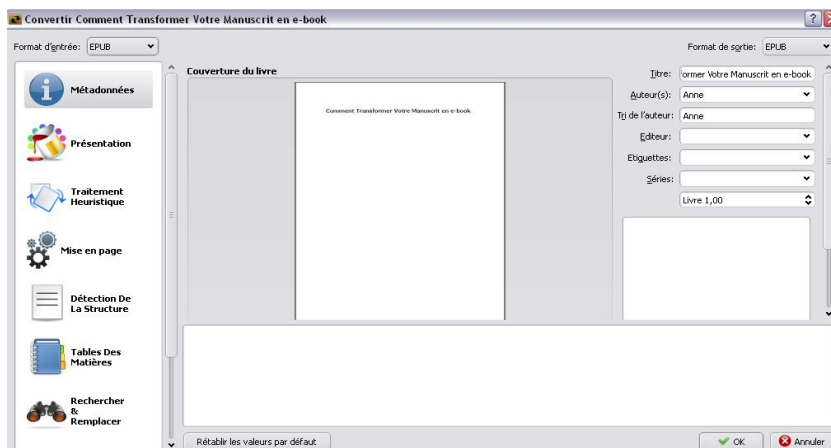 Convertir Comment Transformer Votre Manuscrit en e-book
Format d'entrée: EPUB
Format de sortie: EPUB
Métadonnées
Présentation
Traitement
Heuristique
Mise en page
Détection De
La Structure
Tables Des
Matières
Rechercher
&
Remplacer
Couverture du livre
Comment Transformer Votre Manuscrit en e-book
Titre: former Votre Manuscrit en e-book
Auteur(s): Anne
Tri de l'auteur: Anne
Editeur:
Etiquettes:
Séries:
Livre 1,00
Rétablir les valeurs par défaut
OK
Annuler